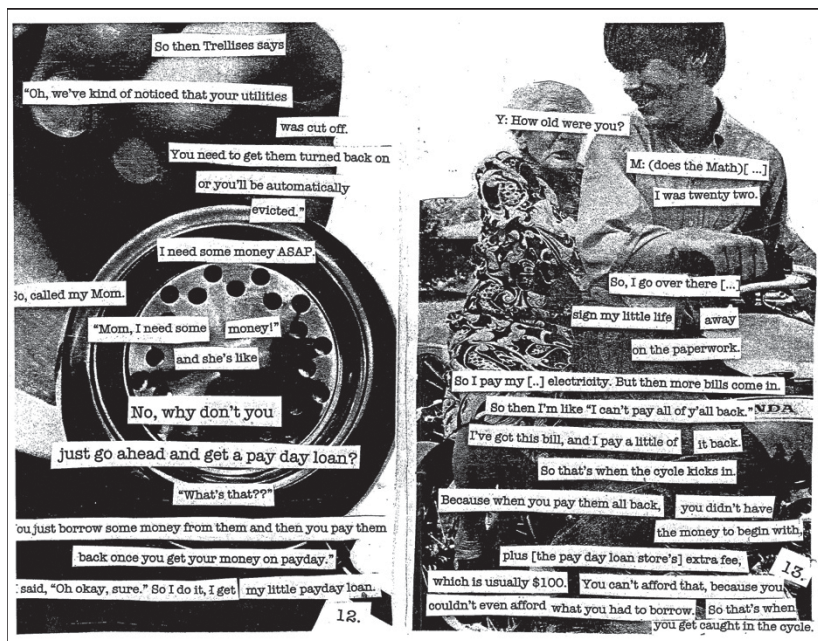 So then Trellises says
"Oh, we've kind of noticed that your utilities
was cut off.
You need to get them turned back on
or you'll be automatically
evicted."
I need some money ASAP.
So, called my Mom.
"Mom, I need some money!"
and she's like
No, why don't you
just go ahead and get a pay day loan?
"What's that??"
You just borrow some money from them and then you pay them
back once you get your money on payday."
I said, "Oh okay, sure." So I do it, I get my little payday loan.
12.
Y: How old were you?
M: (does the Math)[ ...]
I was twenty two.
So, I go over there [...]
sign my little life away
on the paperwork.
So I pay my [..] electricity. But then more bills come in.
So then I'm like "I can't pay all of y'all back."
NDA
I've got this bill, and I pay a little of it back.
So that's when the cycle kicks in.
Because when you pay them all back, you didn't have
the money to begin with,
plus [the pay day loan store's] extra fee,
13.
which is usually $100. You can't afford that, because you
couldn't even afford what you had to borrow. So that's when
you get caught in the cycle.